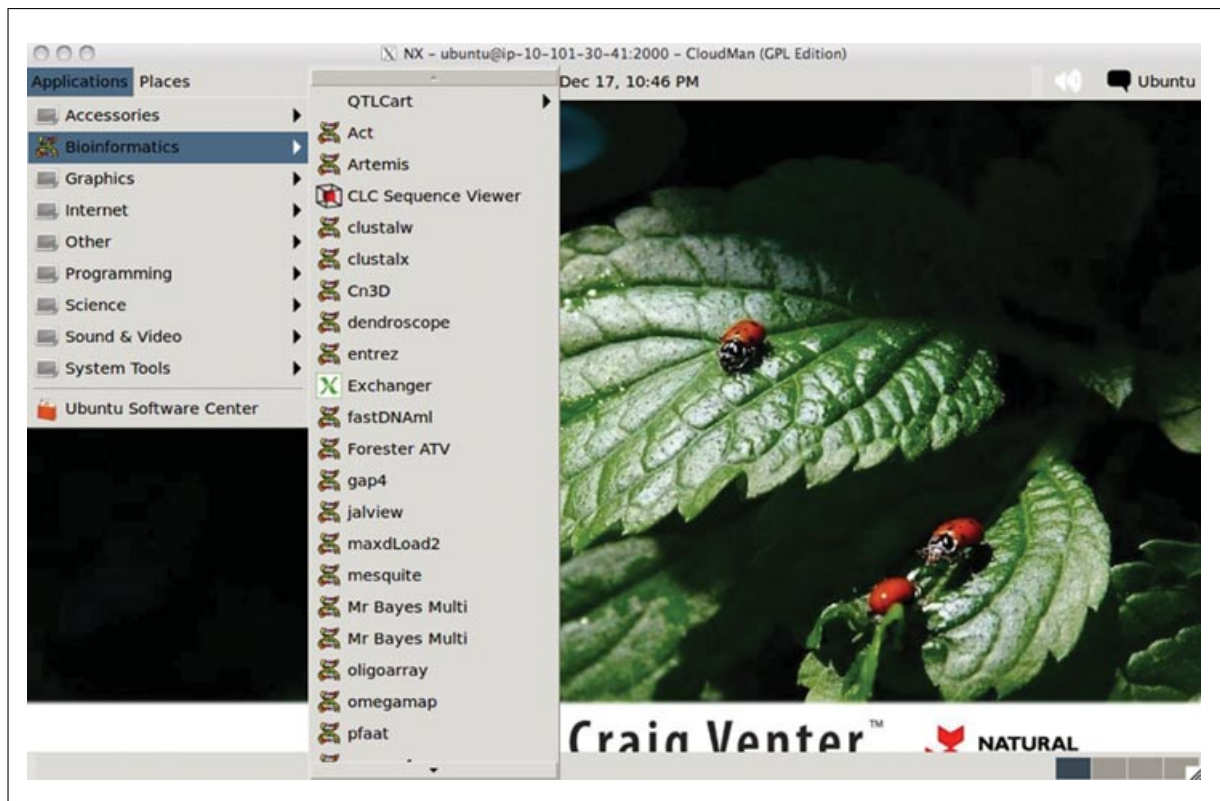 NX – ubuntu@ip-10-101-30-41:2000 – CloudMan (GPL Edition)
Applications Places
Dec 17, 10:46 PM
Ubuntu
Accessories
Bioinformatics
Graphics
Internet
Other
Programming
Science
Sound & Video
System Tools
Ubuntu Software Center
QTLCart
Act
Artemis
CLC Sequence Viewer
clustalw
clustalx
Cn3D
dendroscope
entrez
Exchanger
fastDNAml
Forester ATV
gap4
jalview
maxdLoad2
mesquite
Mr Bayes Multi
Mr Bayes Multi
oligoarray
omegamap
pfaat
Craig Venter™
NATURAL